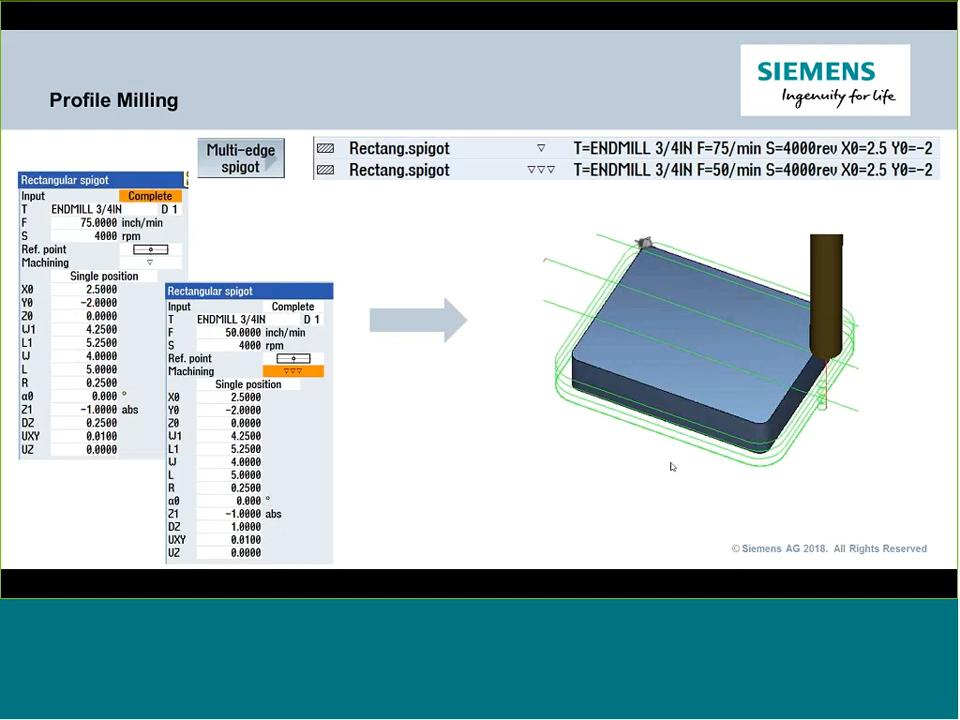 SIEMENS
Ingenuity for life
Profile Milling
Multi-edge
spigot
Rectang.spigot ▽ T=ENDMILL 3/4IN F=75/min S=4000rev X0=2.5 Y0=-2
Rectang.spigot ▽▽▽ T=ENDMILL 3/4IN F=50/min S=4000rev X0=2.5 Y0=-2
Rectangular spigot
Input Complete
T ENDMILL 3/4IN D 1
F 75.0000 inch/min
S 4000 rpm
Ref. point
Machining ▽
Single position
X0 2.5000
Y0 -2.0000
Z0 0.0000
W1 4.2500
L1 5.2500
W 4.0000
L 5.0000
R 0.2500
α0 0.000 °
Z1 -1.0000 abs
DZ 0.2500
UXY 0.0100
UZ 0.0000
Rectangular spigot
Input Complete
T ENDMILL 3/4IN D 1
F 50.0000 inch/min
S 4000 rpm
Ref. point
Machining ▽▽▽
Single position
X0 2.5000
Y0 -2.0000
Z0 0.0000
W1 4.2500
L1 5.2500
W 4.0000
L 5.0000
R 0.2500
α0 0.000 °
Z1 -1.0000 abs
DZ 1.0000
UXY 0.0100
UZ 0.0000
© Siemens AG 2018. All Rights Reserved